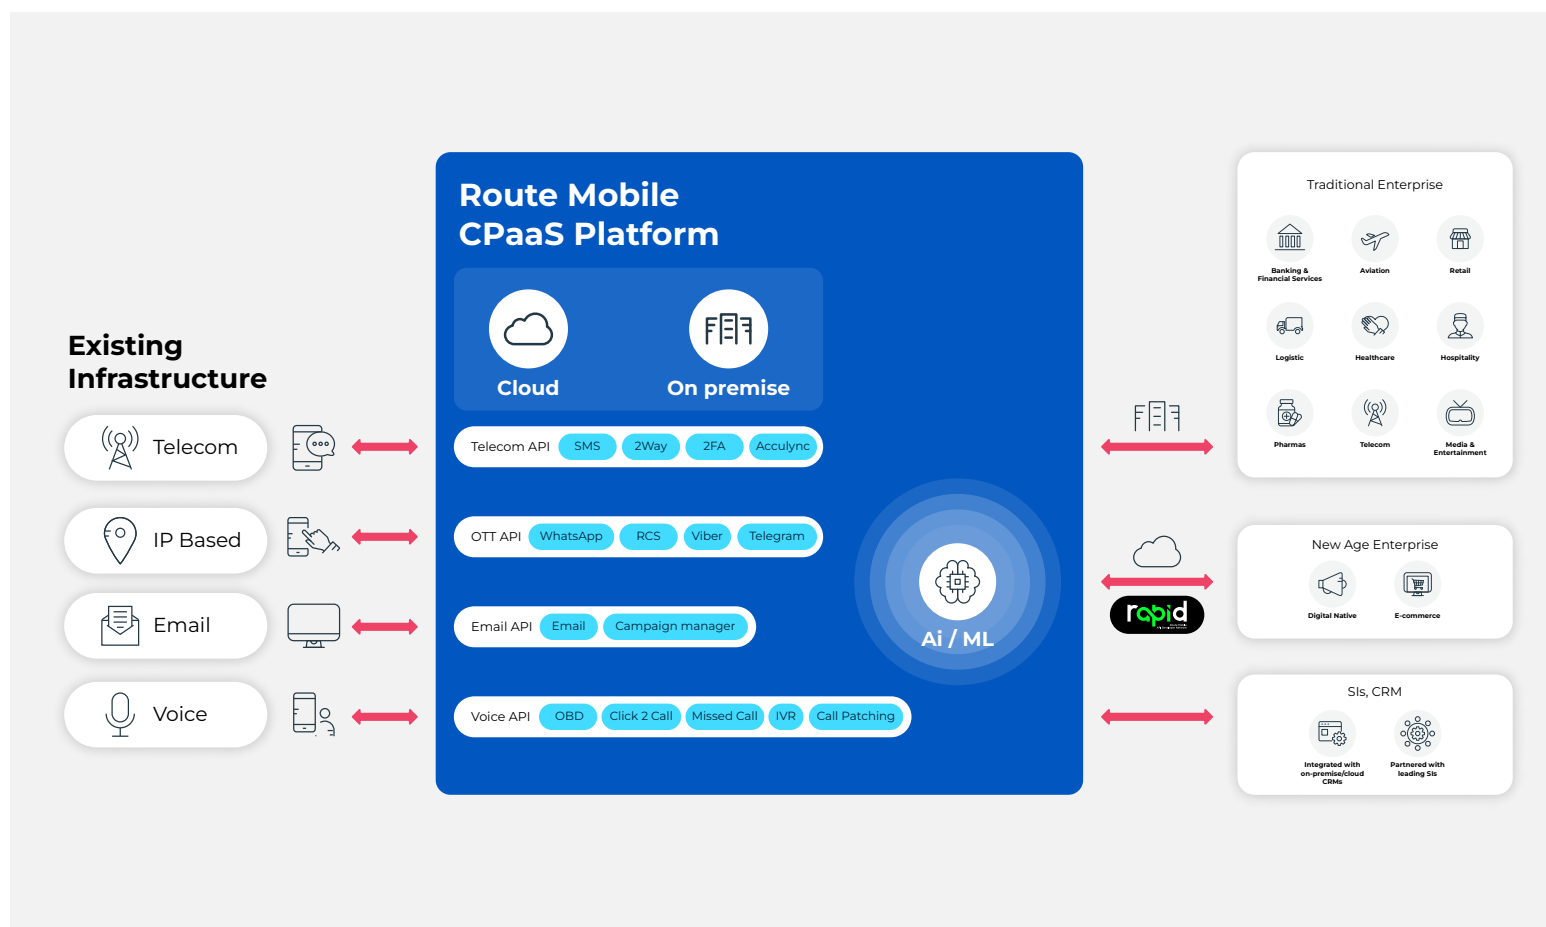 Route Mobile
CPaaS Platform
Cloud
On premise
Existing
Infrastructure
Telecom
IP Based
Email
Voice
Telecom API SMS 2Way 2FA Acculync
OTT API WhatsApp RCS Viber Telegram
Email API Email Campaign manager
Voice API OBD Click 2 Call Missed Call IVR Call Patching
Ai / ML
rapid
Traditional Enterprise
Banking &
Financial Services
Aviation
Retail
Logistic
Healthcare
Hospitality
Pharmas
Telecom
Media &
Entertainment
New Age Enterprise
Digital Native
E-commerce
SIs, CRM
Integrated with
on-premise/cloud
CRMs
Partnered with
leading SIs